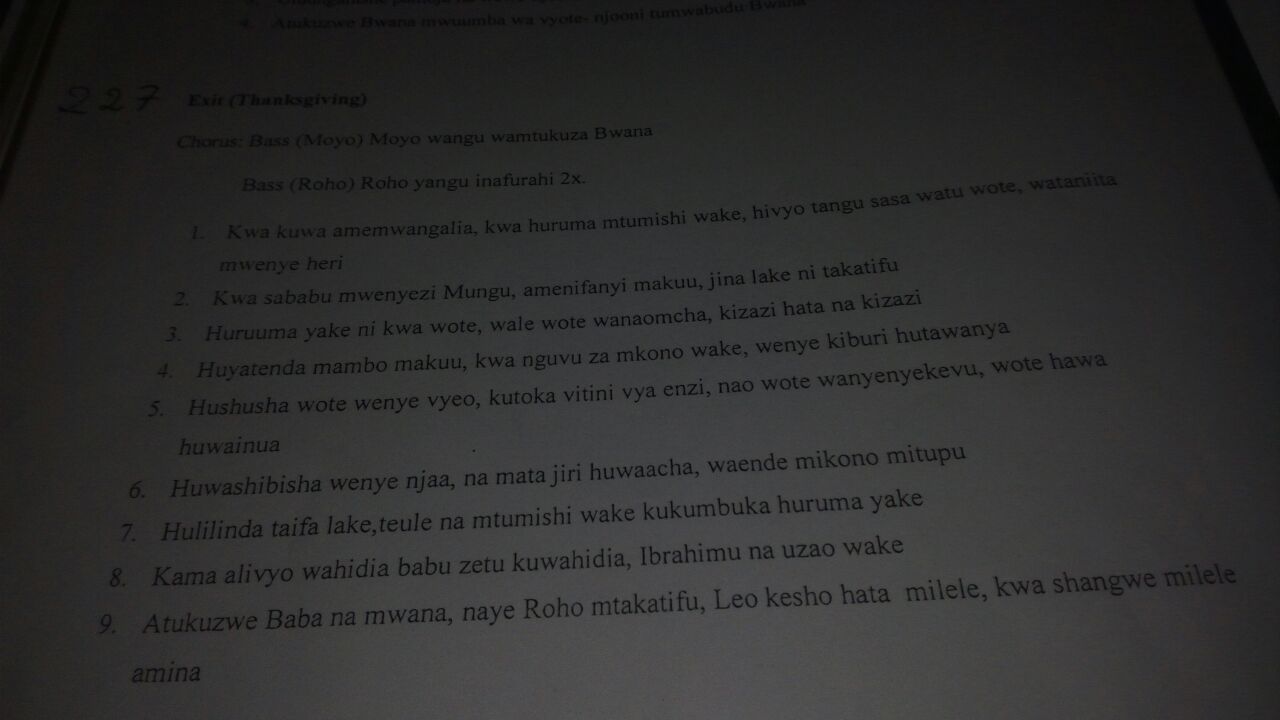 4. Atukuzwe Bwana mwuumba wa vyote- njooni tumwabudu Bwana
227 Exit (Thanksgiving)
Chorus: Bass (Moyo) Moyo wangu wamtukuza Bwana
Bass (Roho) Roho yangu inafurahi 2x.
1. Kwa kuwa amemwangalia, kwa huruma mtumishi wake, hivyo tangu sasa watu wote, wataniita
mwenye heri
2. Kwa sababu mwenyezi Mungu, amenifanyi makuu, jina lake ni takatifu
3. Huruuma yake ni kwa wote, wale wote wanaomcha, kizazi hata na kizazi
4. Huyatenda mambo makuu, kwa nguvu za mkono wake, wenye kiburi hutawanya
5. Hushusha wote wenye vyeo, kutoka vitini vya enzi, nao wote wanyenyekevu, wote hawa
huwainua
6. Huwashibisha wenye njaa, na mata jiri huwaacha, waende mikono mitupu
7. Hulilinda taifa lake,teule na mtumishi wake kukumbuka huruma yake
8. Kama alivyo wahidia babu zetu kuwahidia, Ibrahimu na uzao wake
9. Atukuzwe Baba na mwana, naye Roho mtakatifu, Leo kesho hata milele, kwa shangwe milele
amina